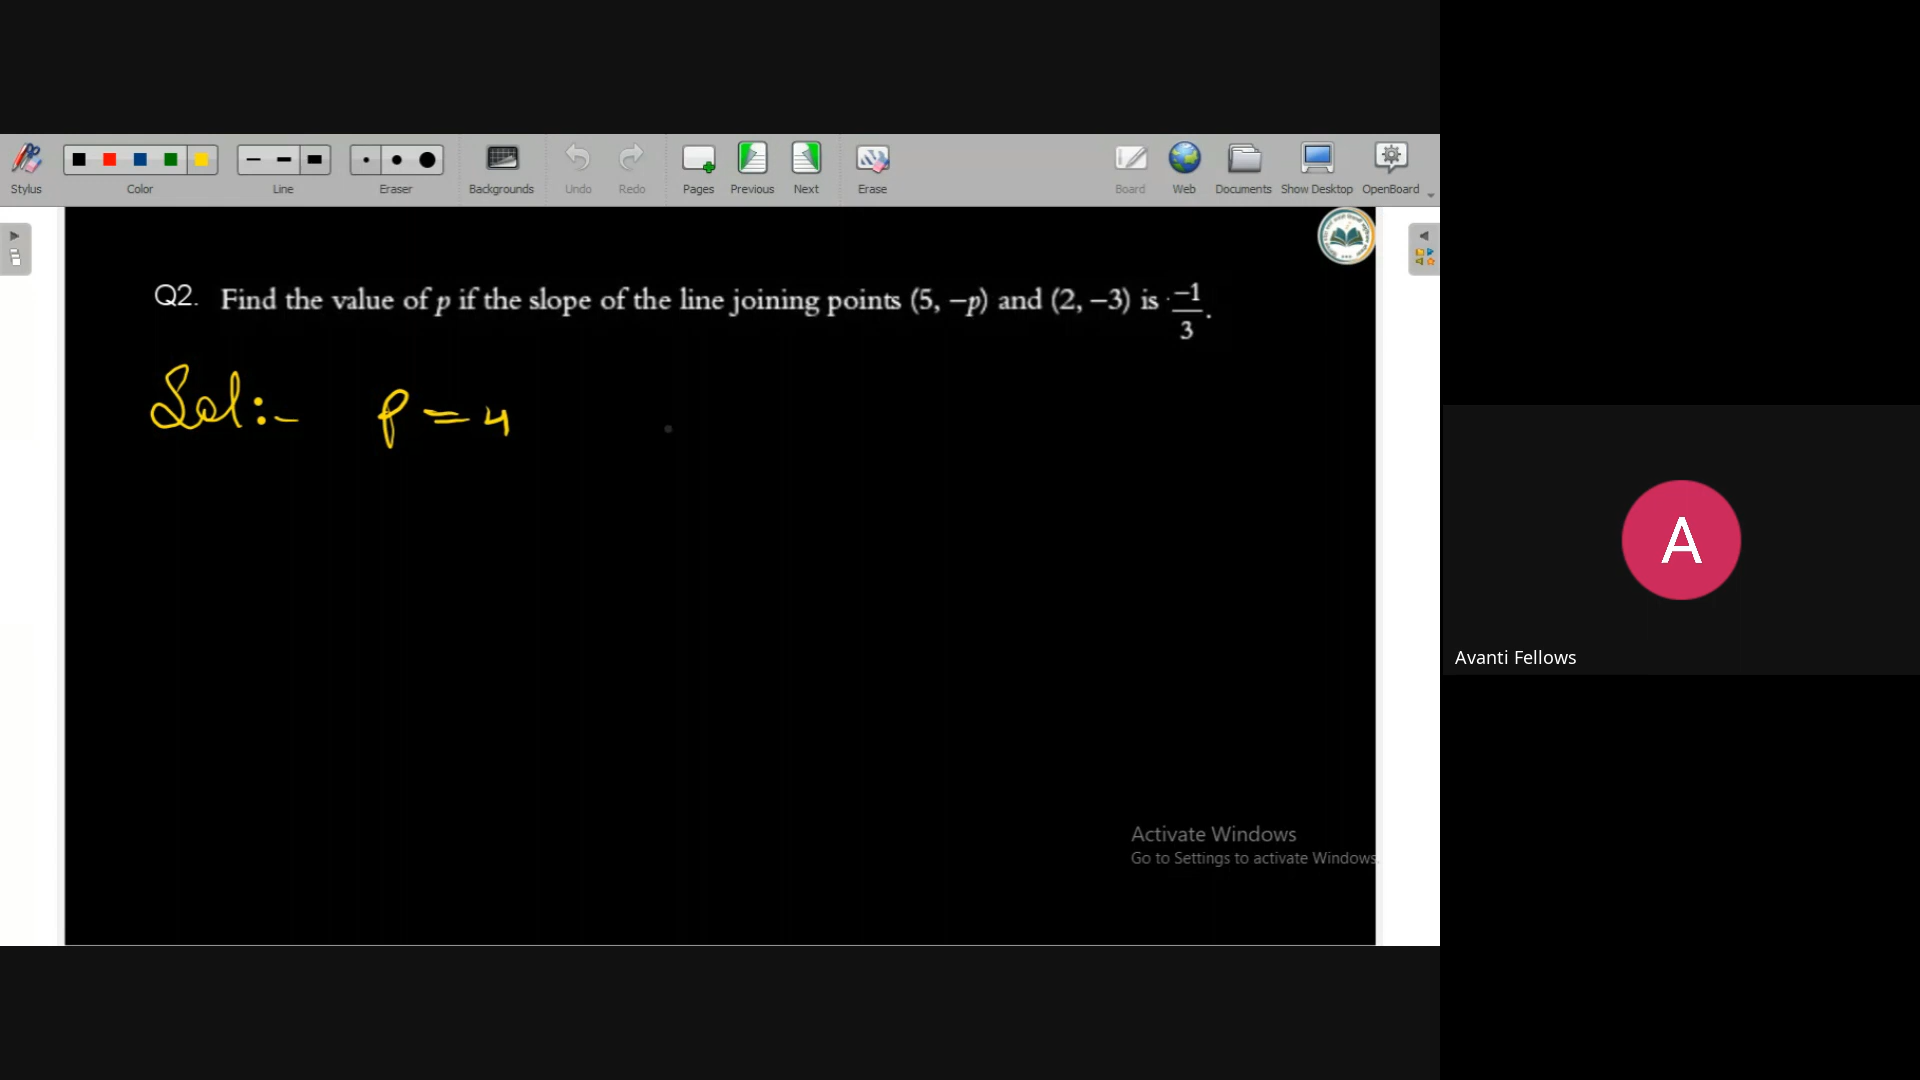 Stylus Color Line Eraser Backgrounds Undo Redo Pages Previous Next Erase Board Web Documents Show Desktop OpenBoard
Q2. Find the value of p if the slope of the line joining points (5, −p) and (2, −3) is −1/3.
Sol:- p = 4
A
Avanti Fellows
Activate Windows
Go to Settings to activate Windows.